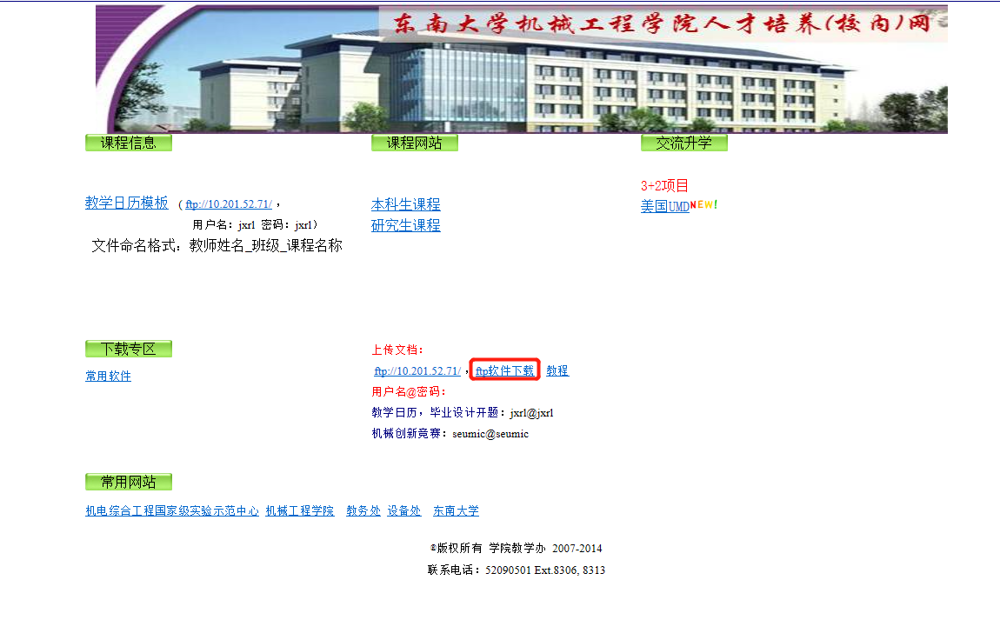 东南大学机械工程学院人才培养(校内)网
课程信息
课程网站
交流升学
教学日历模板 (ftp://10.201.52.71/，
用户名：jxrl 密码：jxrl)
文件命名格式：教师姓名_班级_课程名称
本科生课程
研究生课程
3+2项目
美国UMDNEW!
下载专区
常用软件
上传文档：
ftp://10.201.52.71/，ftp软件下载 教程
用户名@密码：
教学日历，毕业设计开题：jxrl@jxrl
机械创新竟赛：seumic@seumic
常用网站
机电综合工程国家级实验示范中心 机械工程学院 教务处 设备处 东南大学
©版权所有 学院教学办 2007-2014
联系电话：52090501 Ext.8306, 8313